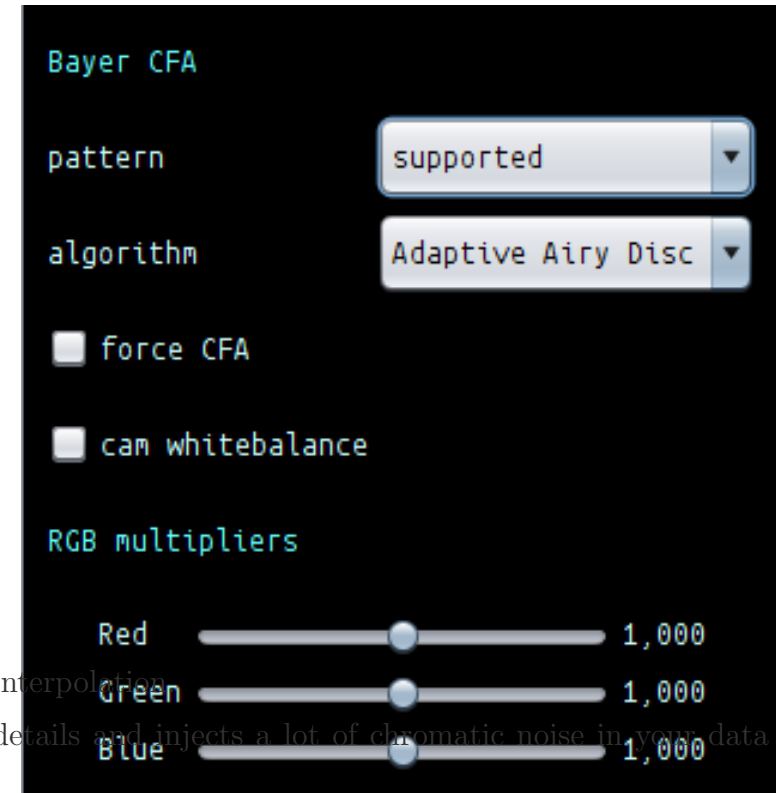 Bayer CFA
pattern supported
algorithm Adaptive Airy Disc
force CFA
cam whitebalance
RGB multipliers
Red 1,000
nterpolation
Green 1,000
details and injects a lot of chromatic noise in your data
Blue 1,000